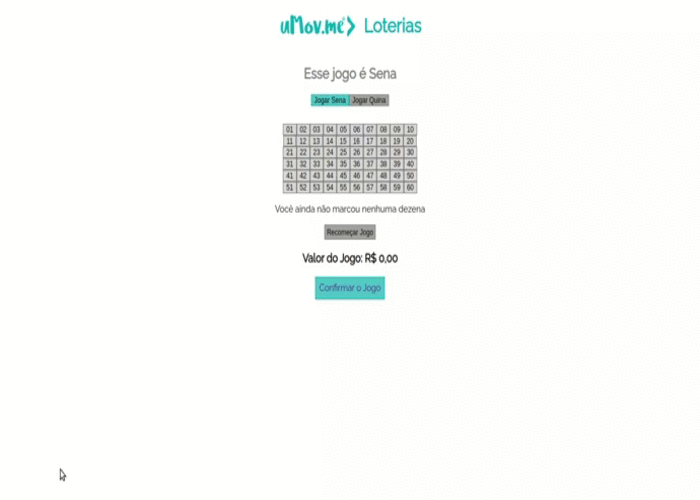 uMov.me Loterias
Esse jogo é Sena
Jogar Sena Jogar Quina
01 02 03 04 05 06 07 08 09 10
11 12 13 14 15 16 17 18 19 20
21 22 23 24 25 26 27 28 29 30
31 32 33 34 35 36 37 38 39 40
41 42 43 44 45 46 47 48 49 50
51 52 53 54 55 56 57 58 59 60
Você ainda não marcou nenhuma dezena
Recomeçar Jogo
Valor do Jogo: R$ 0,00
Confirmar o Jogo